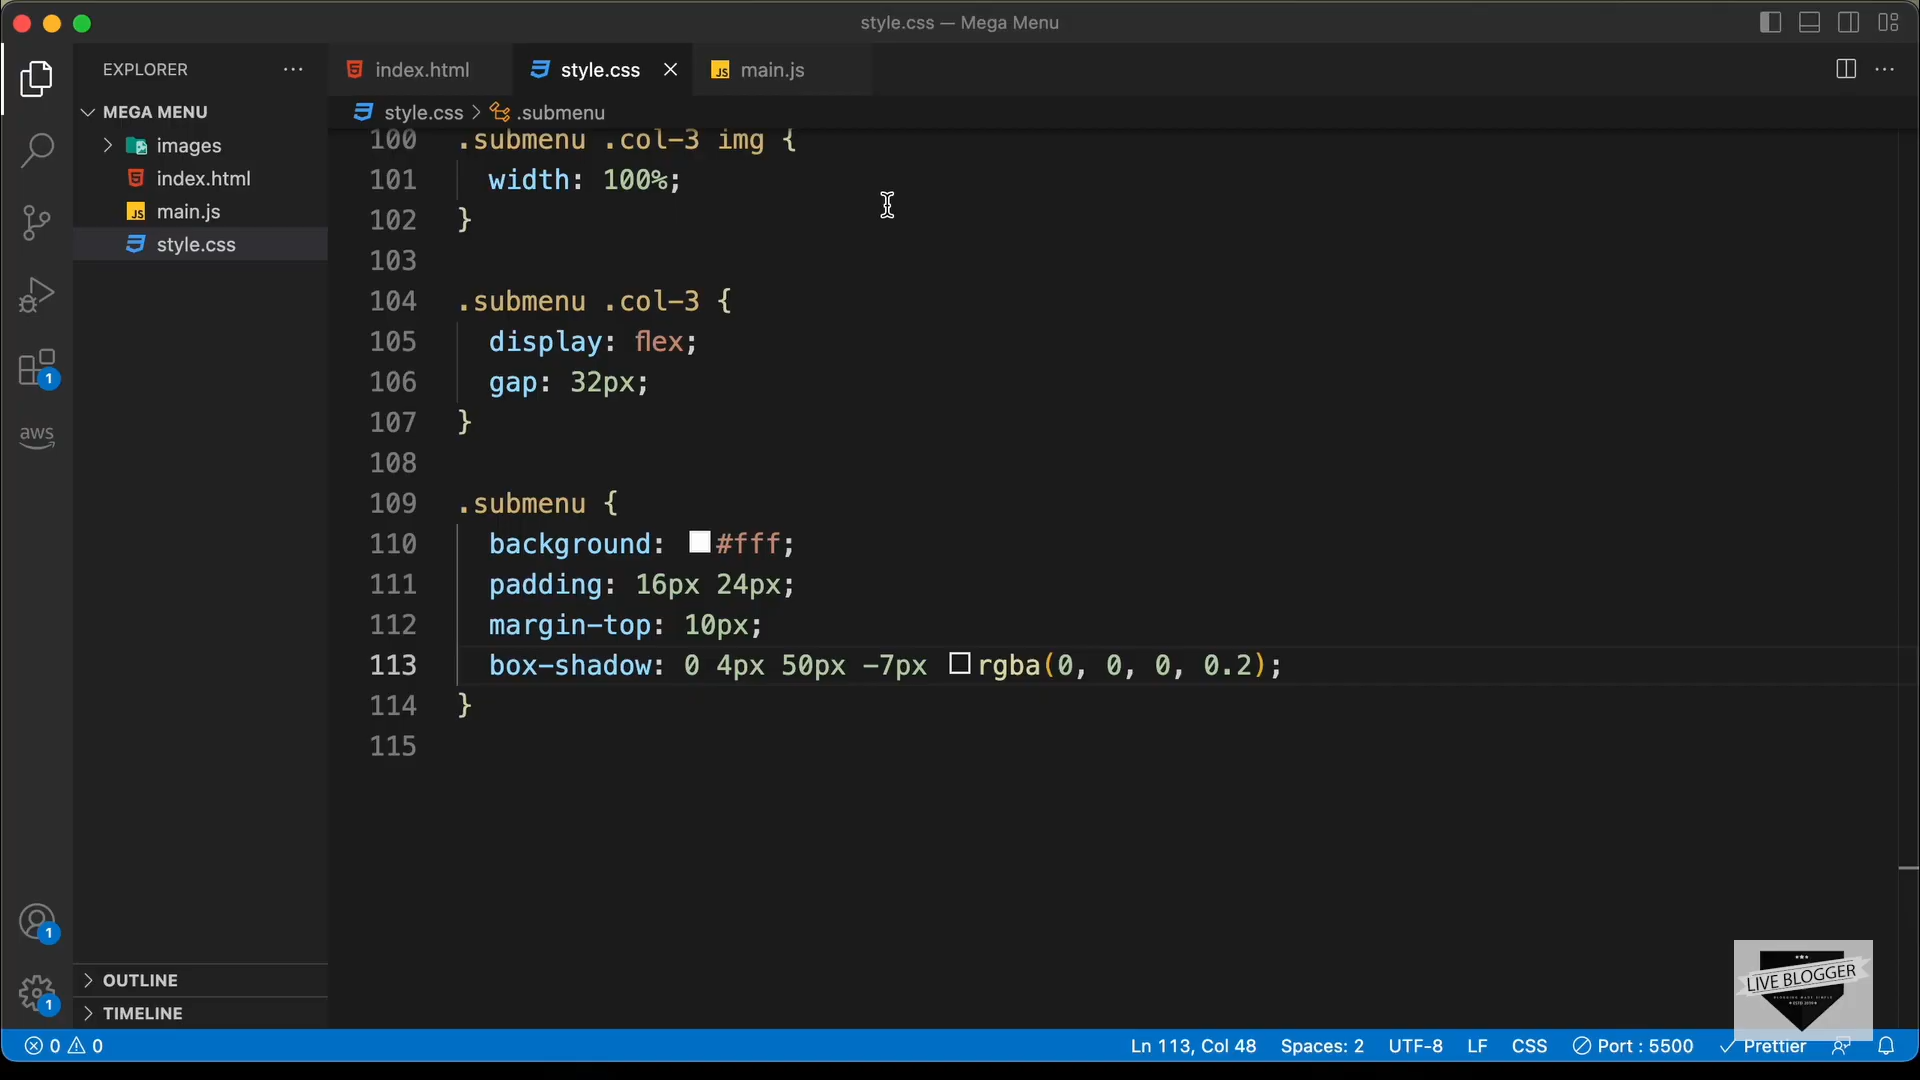 style.css — Mega Menu
EXPLORER
index.html
style.css
main.js
MEGA MENU
style.css > .submenu
images
index.html
main.js
style.css
100 .submenu .col-3 img {
101 width: 100%;
102 }
103
104 .submenu .col-3 {
105 display: flex;
106 gap: 32px;
107 }
108
109 .submenu {
110 background: #fff;
111 padding: 16px 24px;
112 margin-top: 10px;
113 box-shadow: 0 4px 50px -7px rgba(0, 0, 0, 0.2);
114 }
115
1
aws
1
1
OUTLINE
TIMELINE
LIVE BLOGGER
0 0
Ln 113, Col 48 Spaces: 2 UTF-8 LF CSS Port : 5500 Prettier